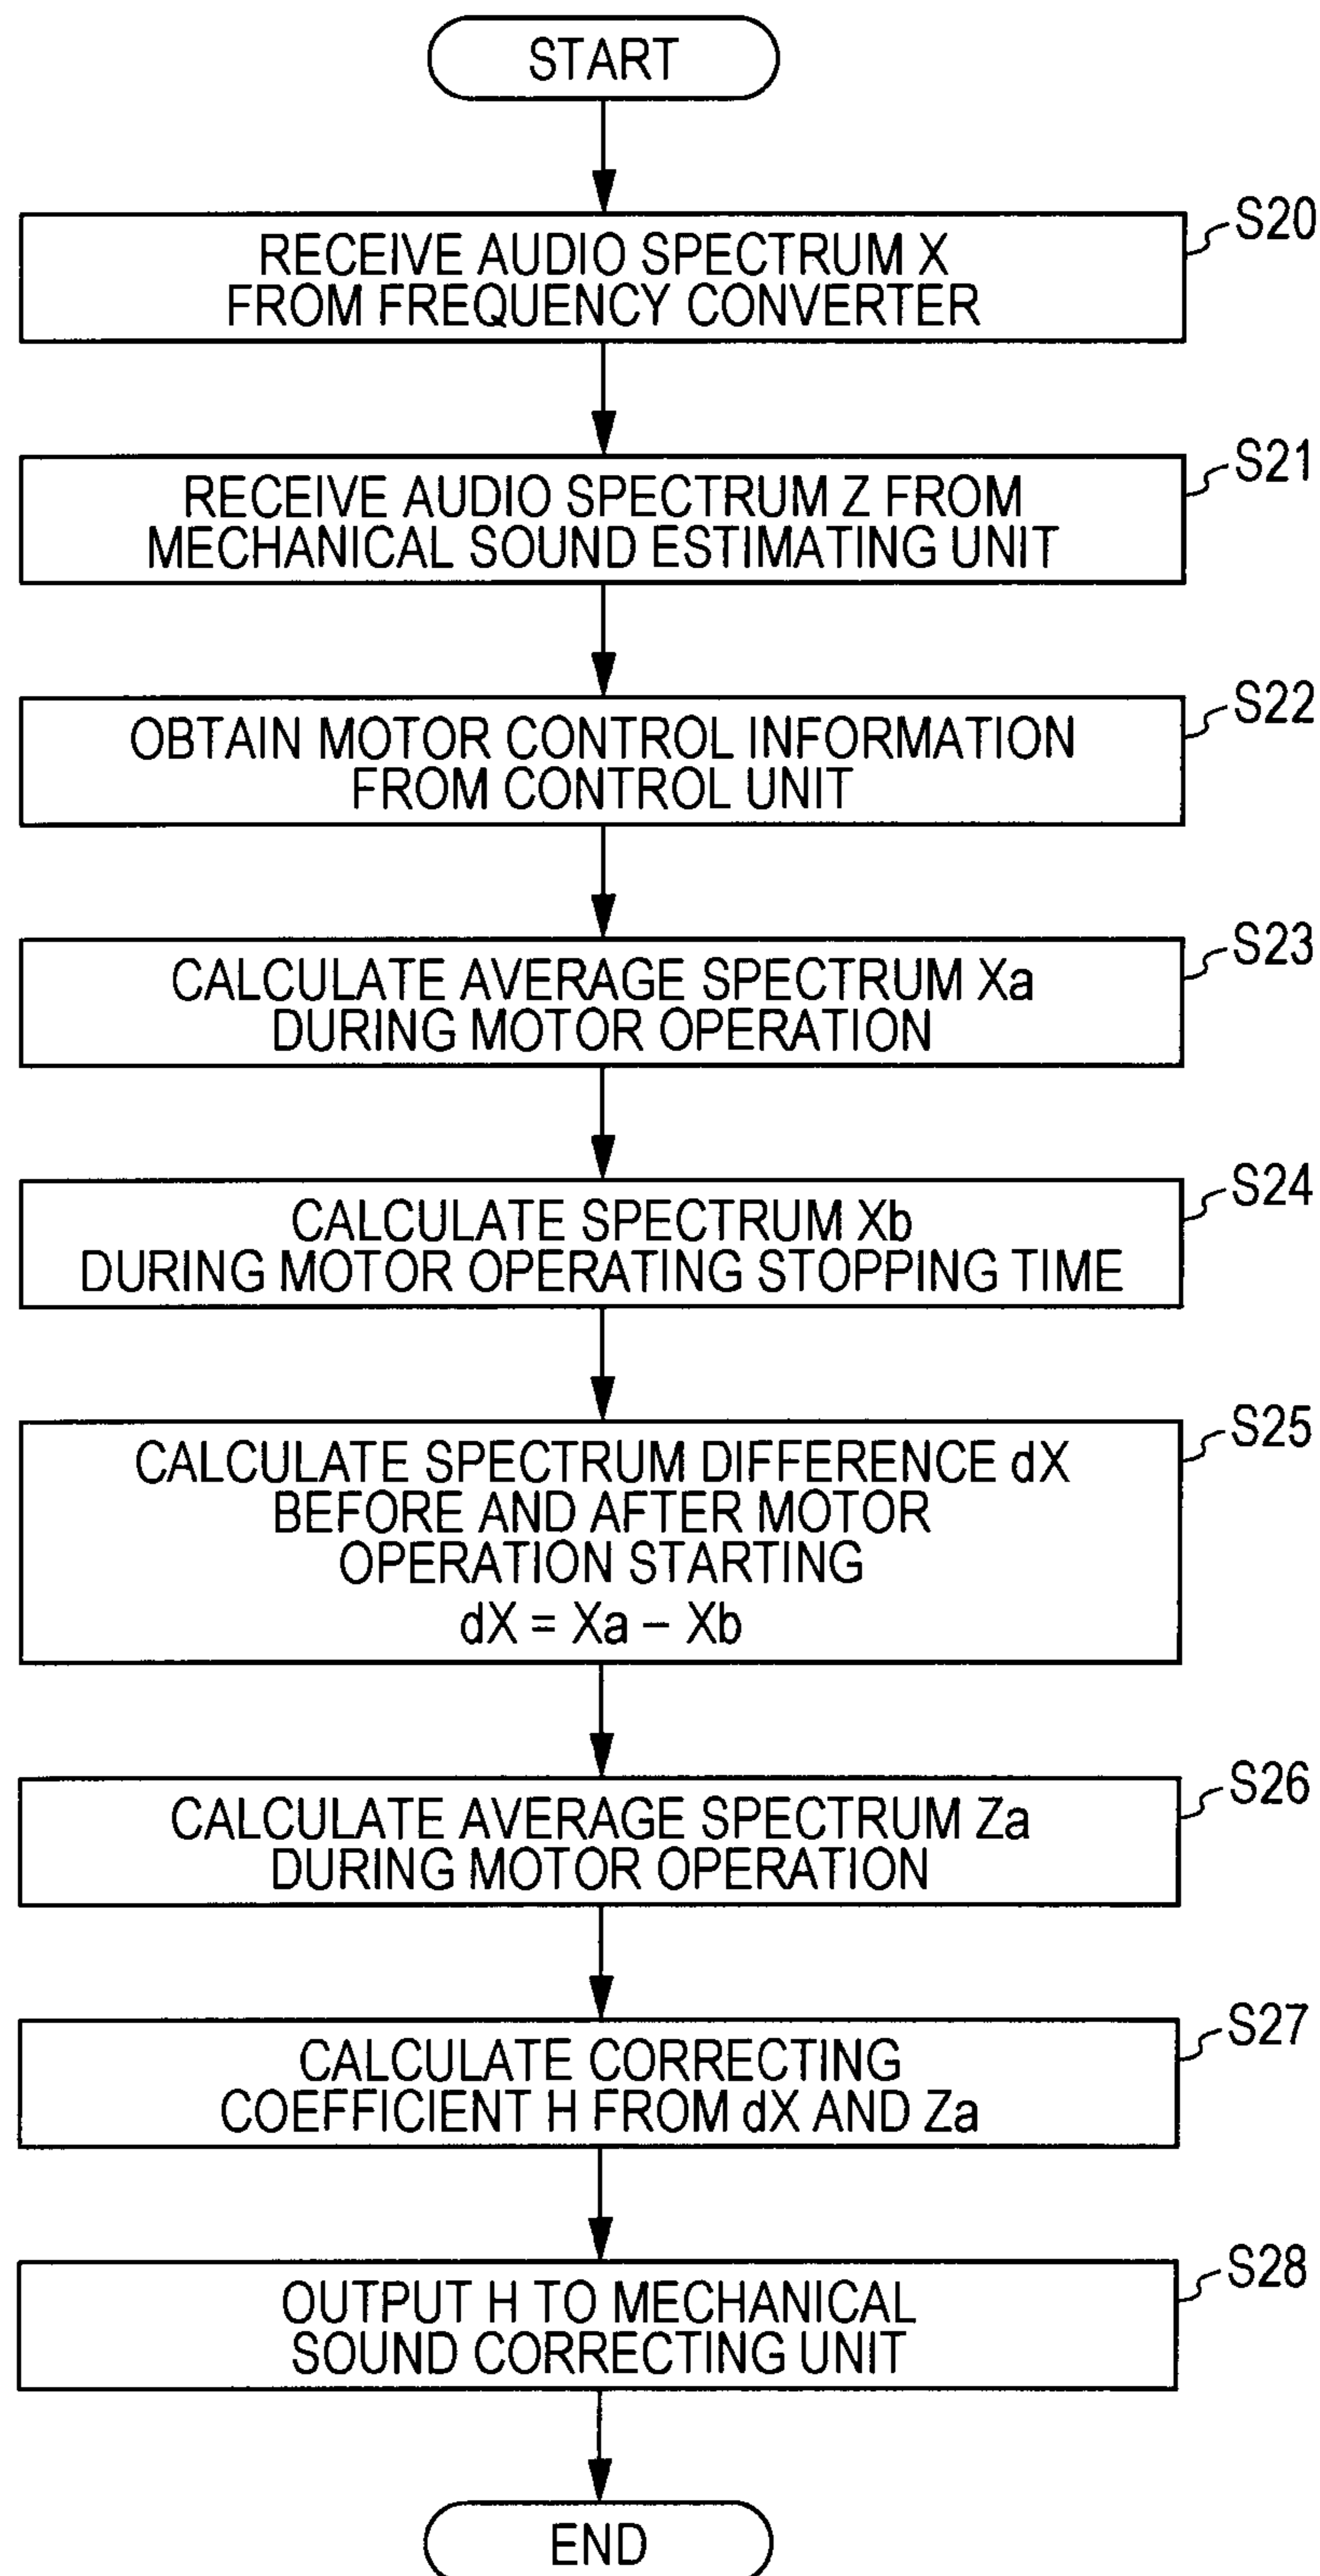 START
S20
RECEIVE AUDIO SPECTRUM X
FROM FREQUENCY CONVERTER
S21
RECEIVE AUDIO SPECTRUM Z FROM
MECHANICAL SOUND ESTIMATING UNIT
S22
OBTAIN MOTOR CONTROL INFORMATION
FROM CONTROL UNIT
S23
CALCULATE AVERAGE SPECTRUM Xa
DURING MOTOR OPERATION
S24
CALCULATE SPECTRUM Xb
DURING MOTOR OPERATING STOPPING TIME
S25
CALCULATE SPECTRUM DIFFERENCE dX
BEFORE AND AFTER MOTOR
OPERATION STARTING
dX = Xa – Xb
S26
CALCULATE AVERAGE SPECTRUM Za
DURING MOTOR OPERATION
S27
CALCULATE CORRECTING
COEFFICIENT H FROM dX AND Za
S28
OUTPUT H TO MECHANICAL
SOUND CORRECTING UNIT
END